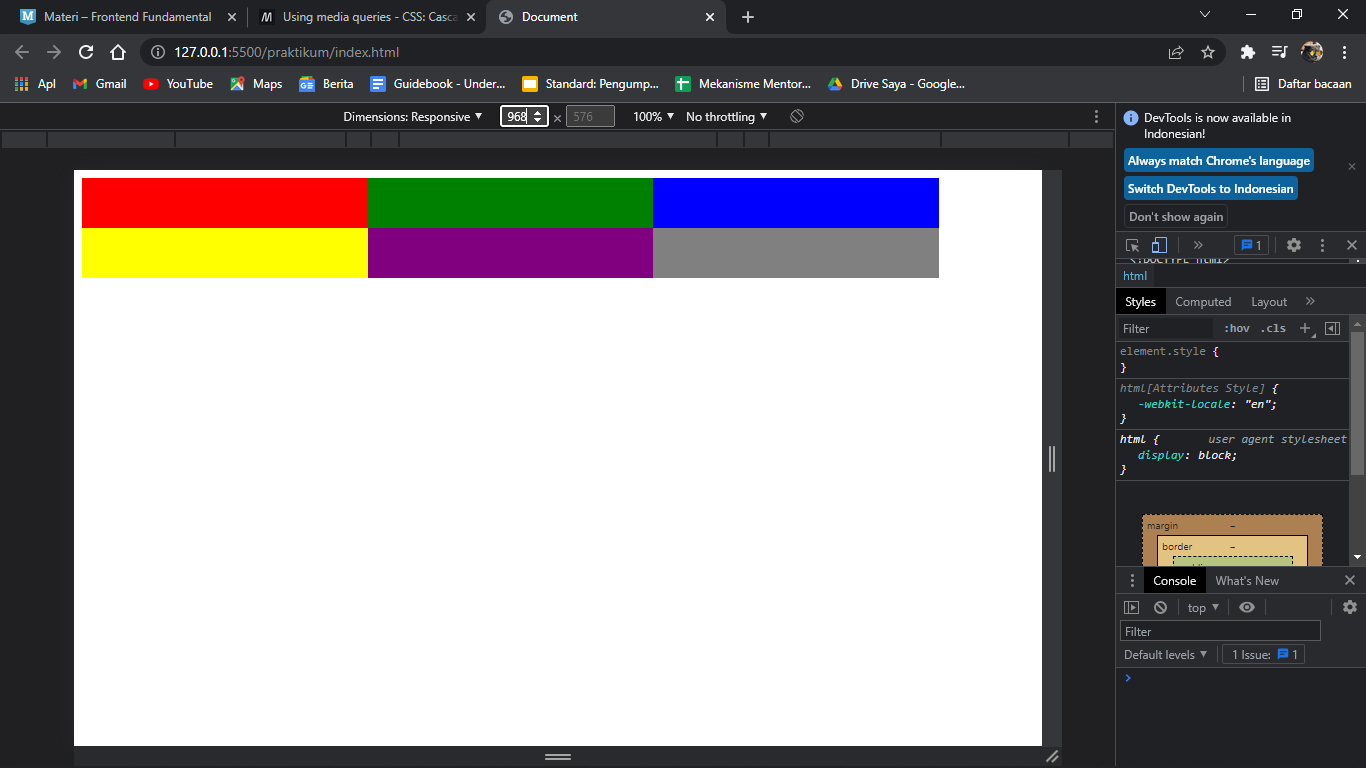 Materi – Frontend Fundamental
Using media queries - CSS: Casca
Document
127.0.0.1:5500/praktikum/index.html
Apl
Gmail
YouTube
Maps
Berita
Guidebook - Under...
Standard: Pengump...
Mekanisme Mentor...
Drive Saya - Google...
Daftar bacaan
Dimensions: Responsive
968
×
576
100%
No throttling
DevTools is now available in
Indonesian!
Always match Chrome's language
Switch DevTools to Indonesian
Don't show again
1
<!DOCTYPE html>
html
Styles
Computed
Layout
Filter
:hov
.cls
element.style {
}
html[Attributes Style] {
-webkit-locale: "en";
}
html {
user agent stylesheet
display: block;
}
margin
–
border
–
Console
What's New
top
Filter
Default levels
1 Issue:
1